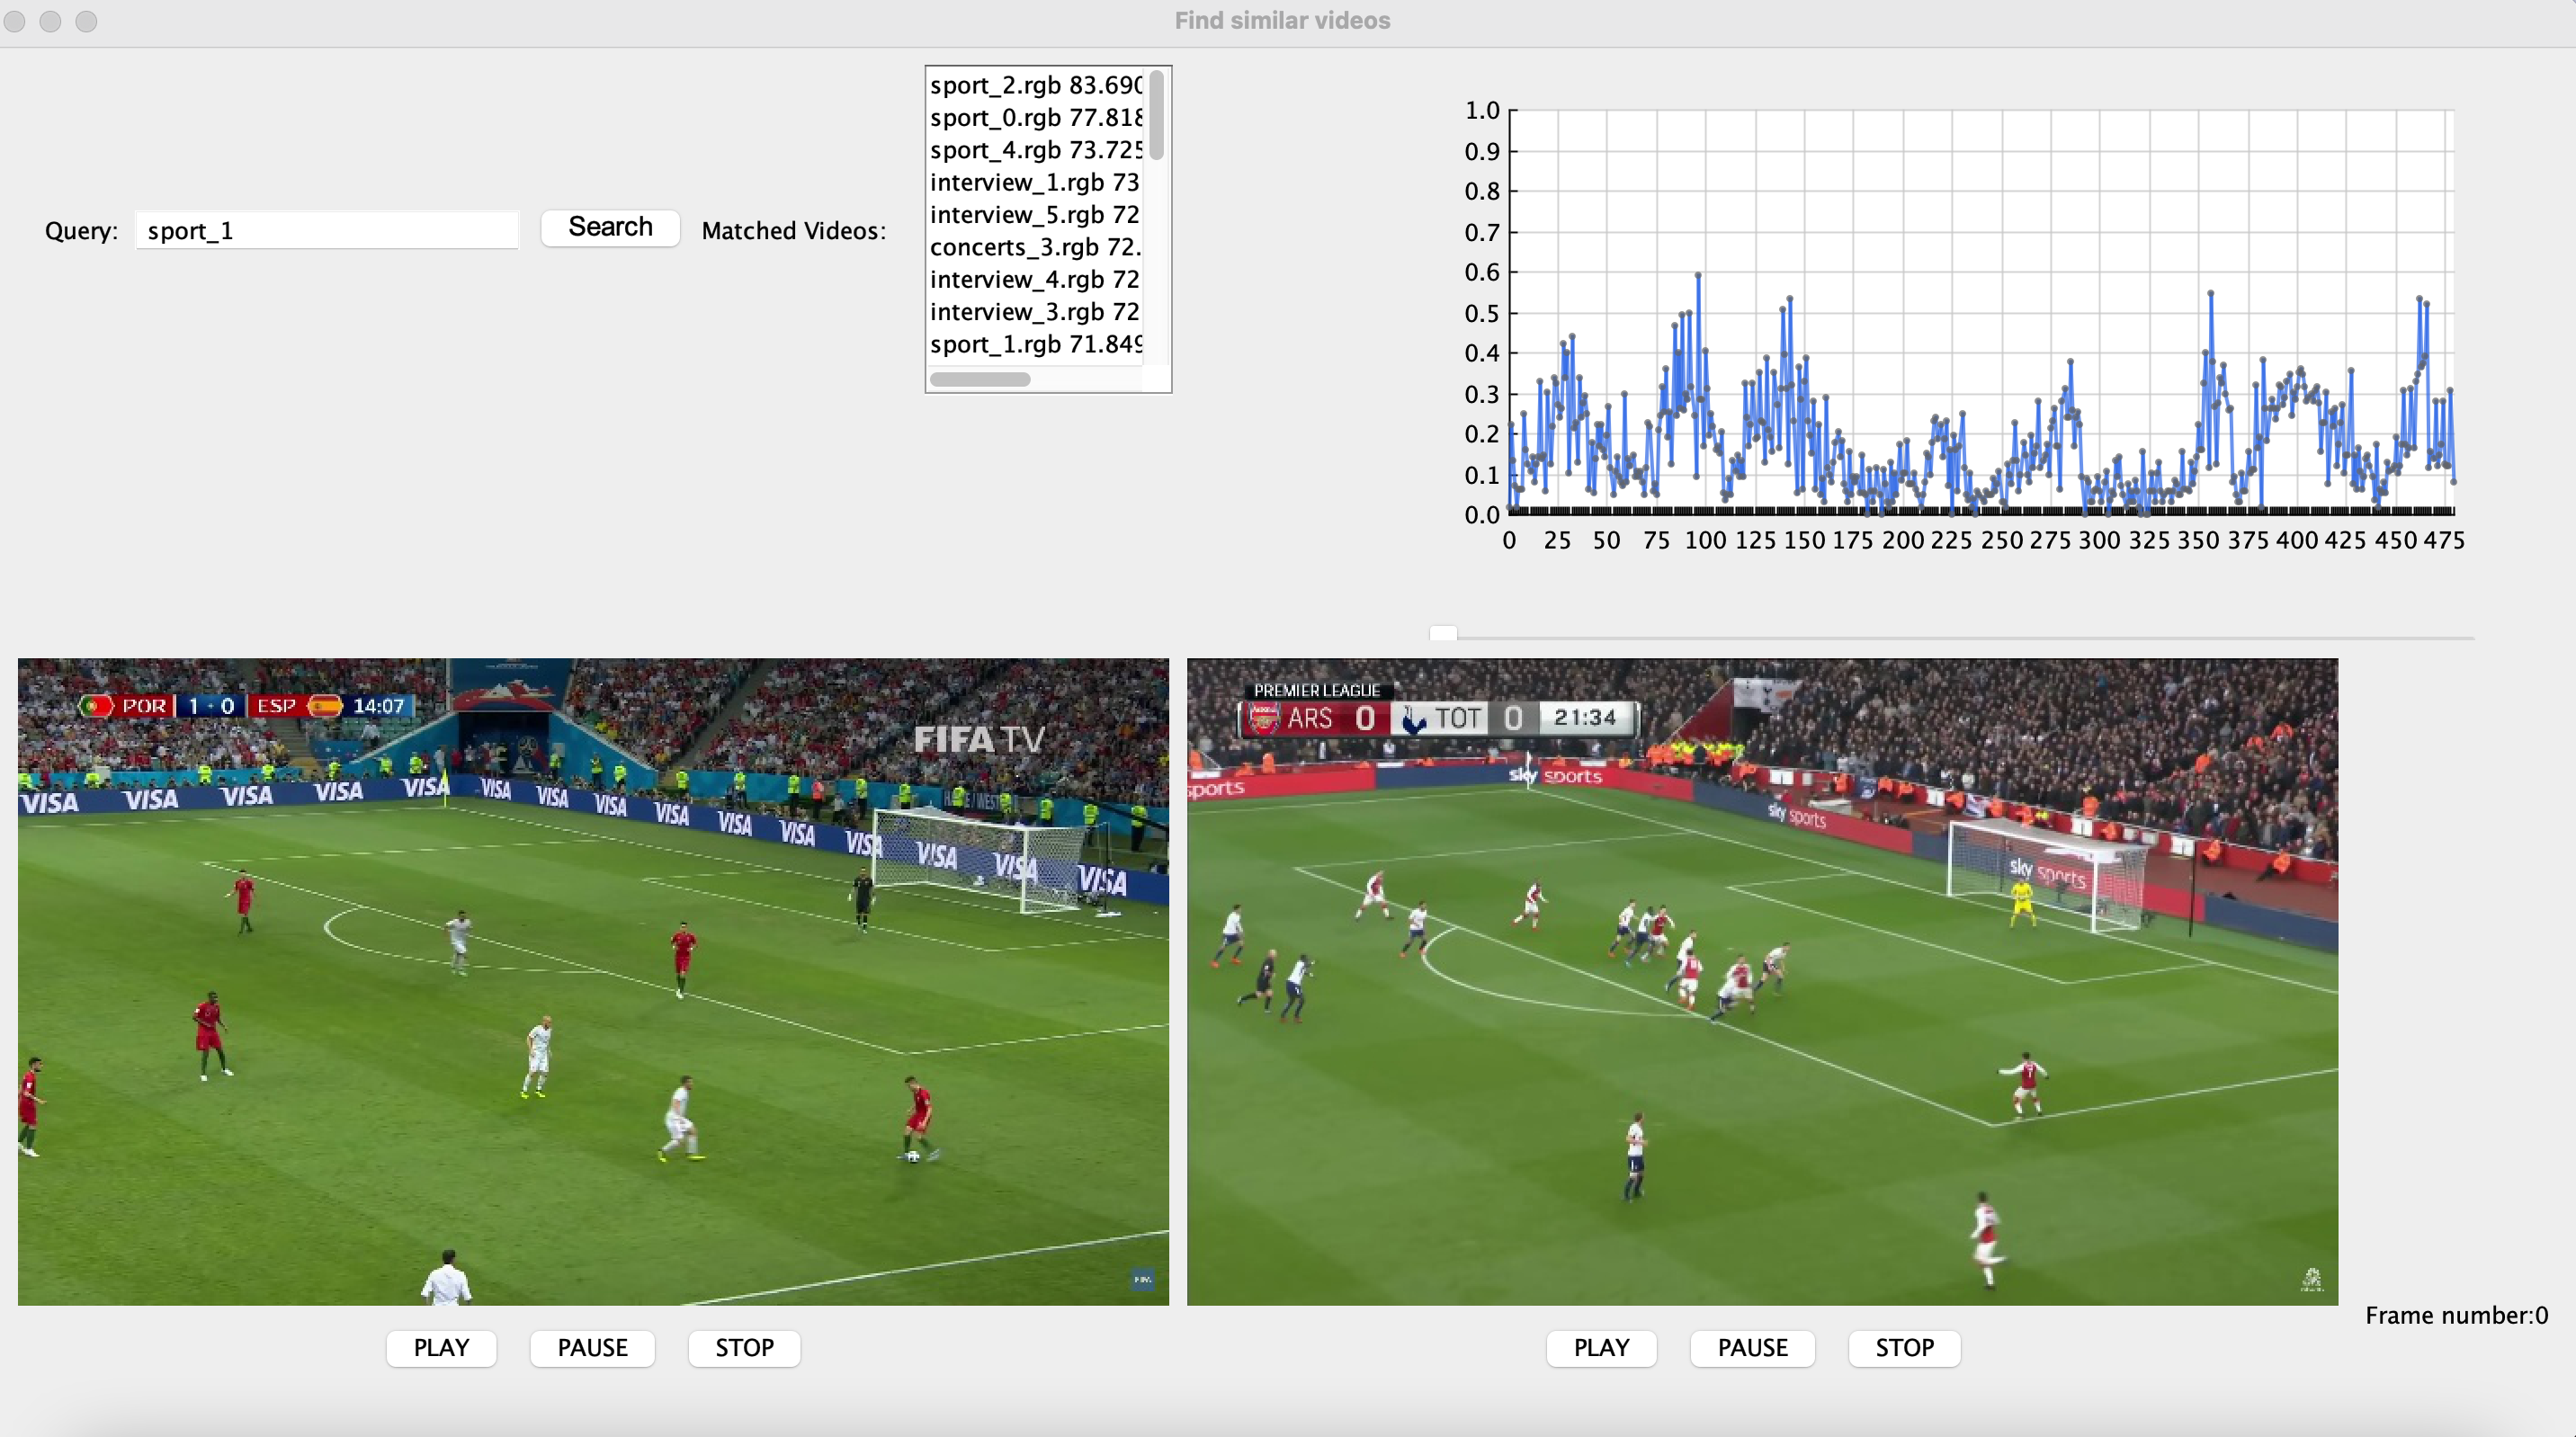 Find similar videos
Query:
sport_1
Search
Matched Videos:
sport_2.rgb 83.690
sport_0.rgb 77.818
sport_4.rgb 73.725
interview_1.rgb 73
interview_5.rgb 72
concerts_3.rgb 72.
interview_4.rgb 72
interview_3.rgb 72
sport_1.rgb 71.849
1.0
0.9
0.8
0.7
0.6
0.5
0.4
0.3
0.2
0.1
0.0
0 25 50 75 100 125 150 175 200 225 250 275 300 325 350 375 400 425 450 475
POR 1 - 0 ESP 14:07
FIFA TV
VISA VISA VISA VISA VISA VISA VISA VISA VISA VISA VISA VISA VISA VISA VISA
PREMIER LEAGUE
ARS 0 TOT 0 21:34
sports sky sports sky sports
sky sports
Frame number:0
PLAY PAUSE STOP
PLAY PAUSE STOP